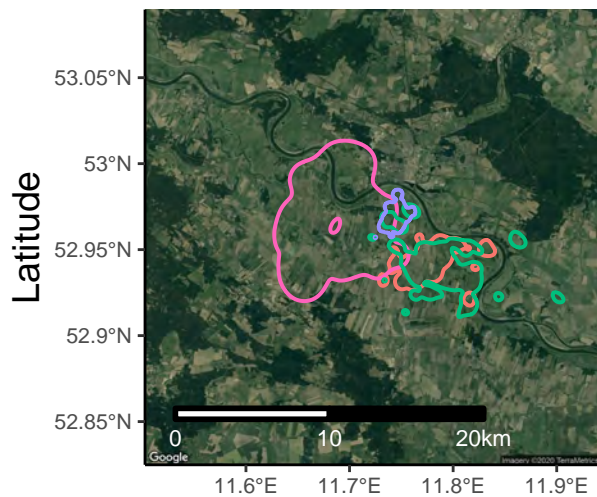 Latitude
53.05°N
53°N
52.95°N
52.9°N
52.85°N
0 10 20km
Google
Imagery ©2020 TerraMetrics
11.6°E 11.7°E 11.8°E 11.9°E